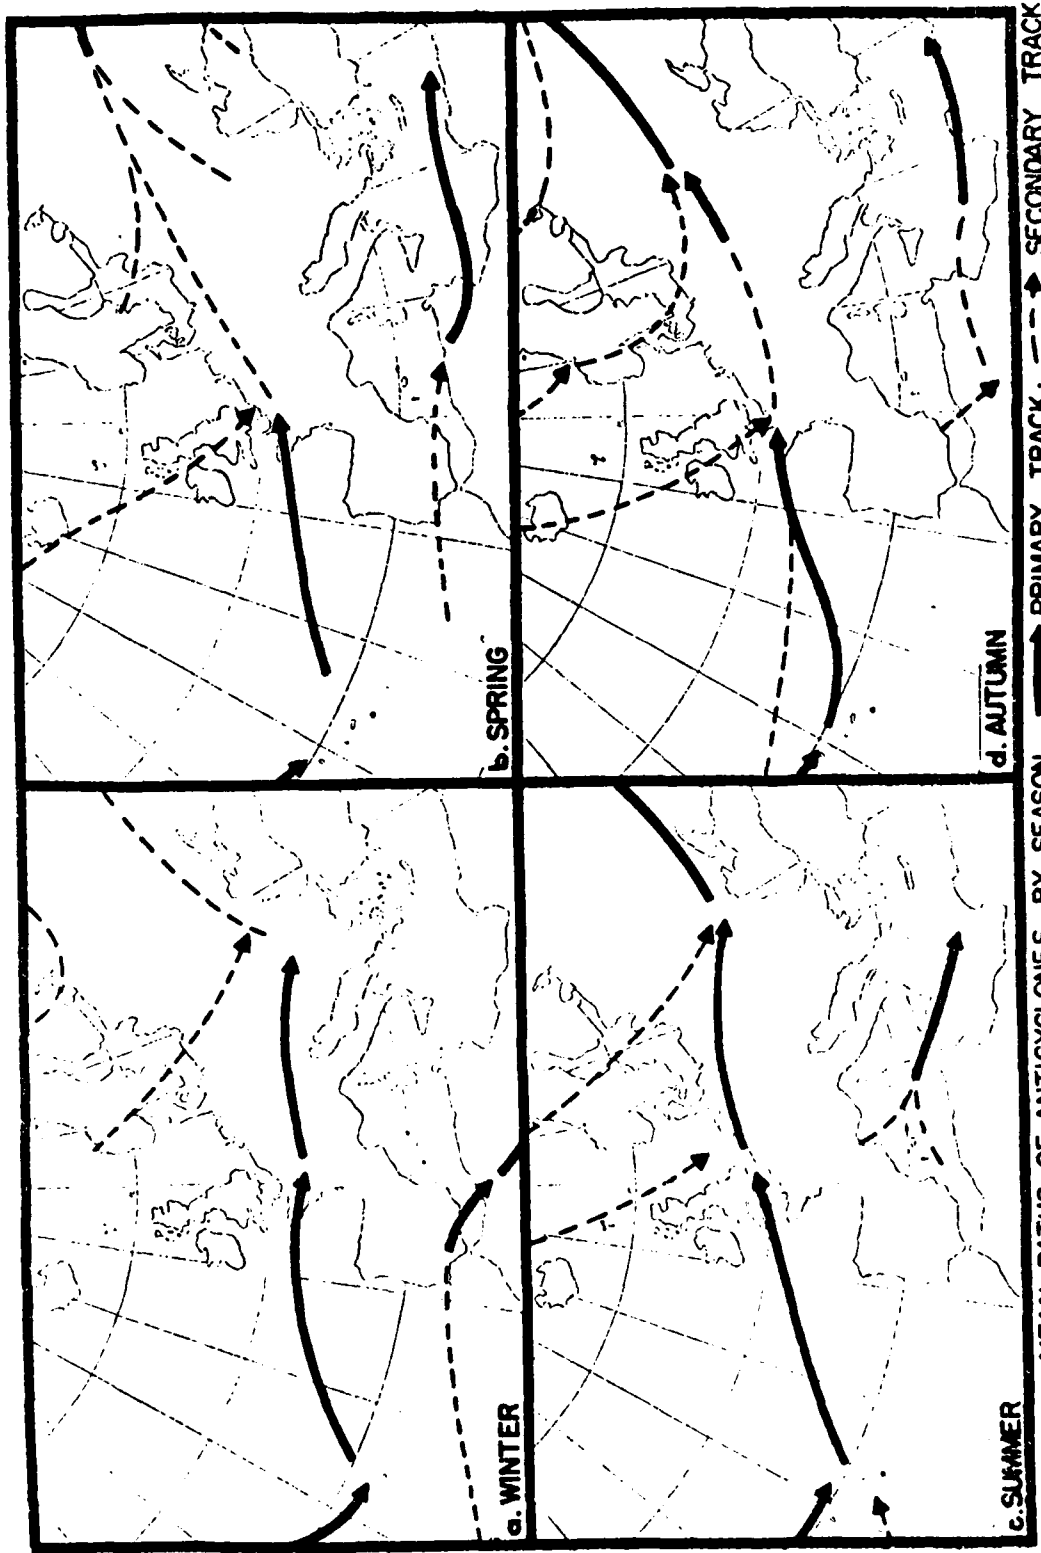 a. WINTER
b. SPRING
c. SUMMER
d. AUTUMN
MEAN PATHS OF ANTICYCLONES BY SEASON PRIMARY TRACK, SECONDARY TRACK